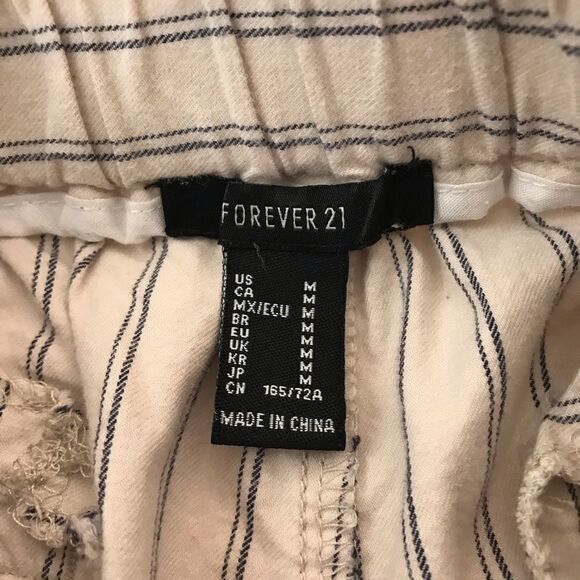 FOREVER 21
US M
CA M
MX/ECU M
BR M
EU M
UK M
KR M
JP M
CN 165/72A
MADE IN CHINA